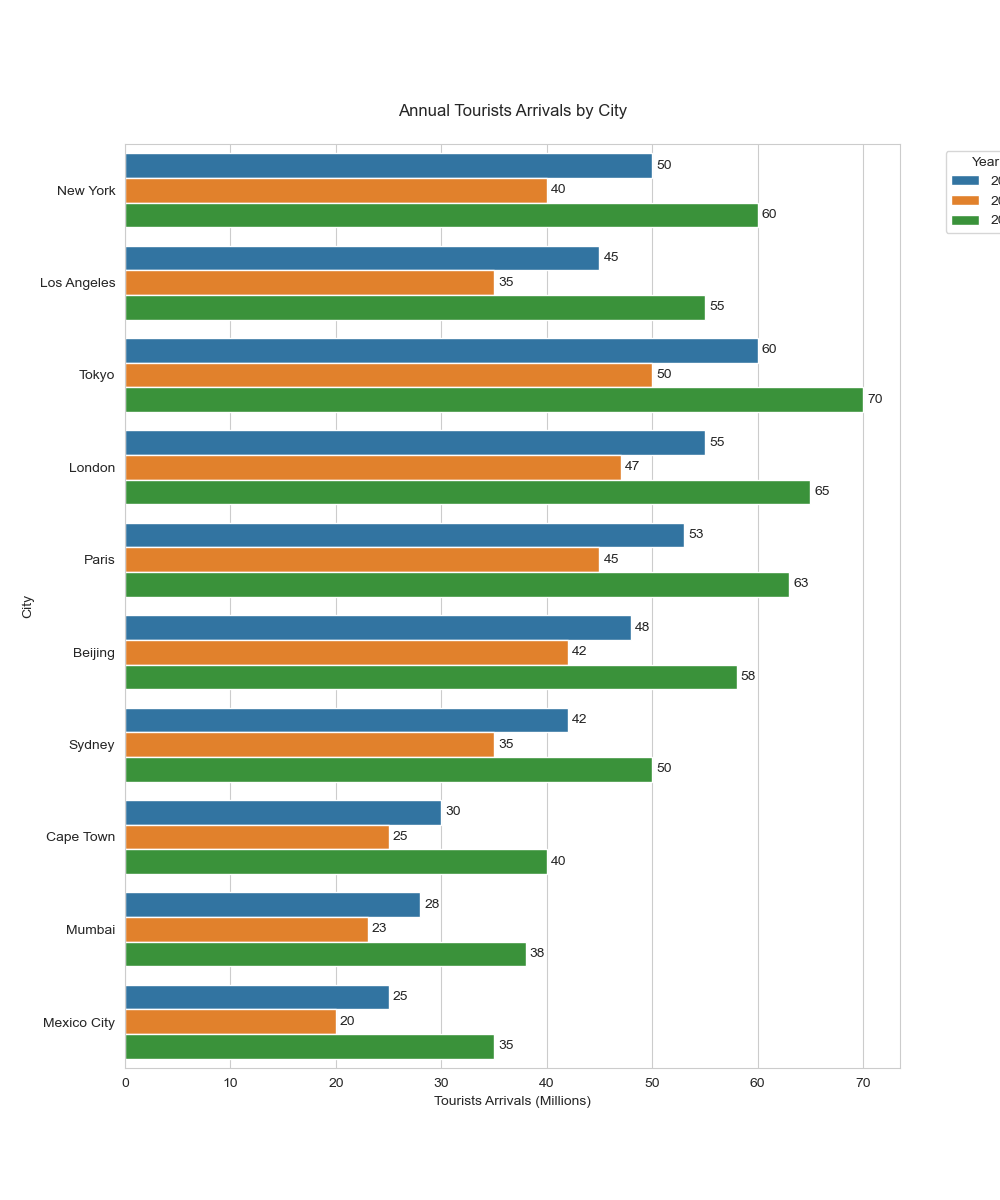 Annual Tourists Arrivals by City
Year
New York
50
40
60
Los Angeles
45
35
55
Tokyo
60
50
70
London
55
47
65
Paris
53
45
63
City
Beijing
48
42
58
Sydney
42
35
50
Cape Town
30
25
40
Mumbai
28
23
38
Mexico City
25
20
35
0 10 20 30 40 50 60 70
Tourists Arrivals (Millions)